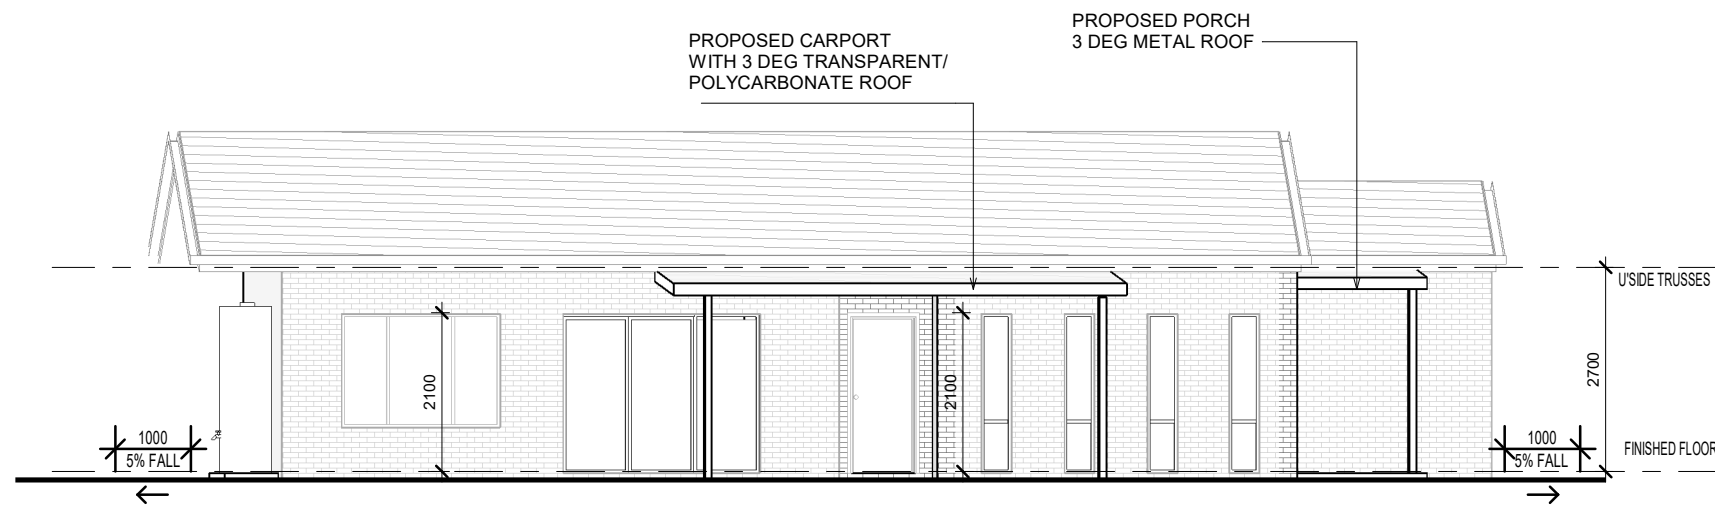 PROPOSED CARPORT
WITH 3 DEG TRANSPARENT/
POLYCARBONATE ROOF
PROPOSED PORCH
3 DEG METAL ROOF
U'SIDE TRUSSES
2700
2100
2100
1000
5% FALL
1000
5% FALL
FINISHED FLOOR